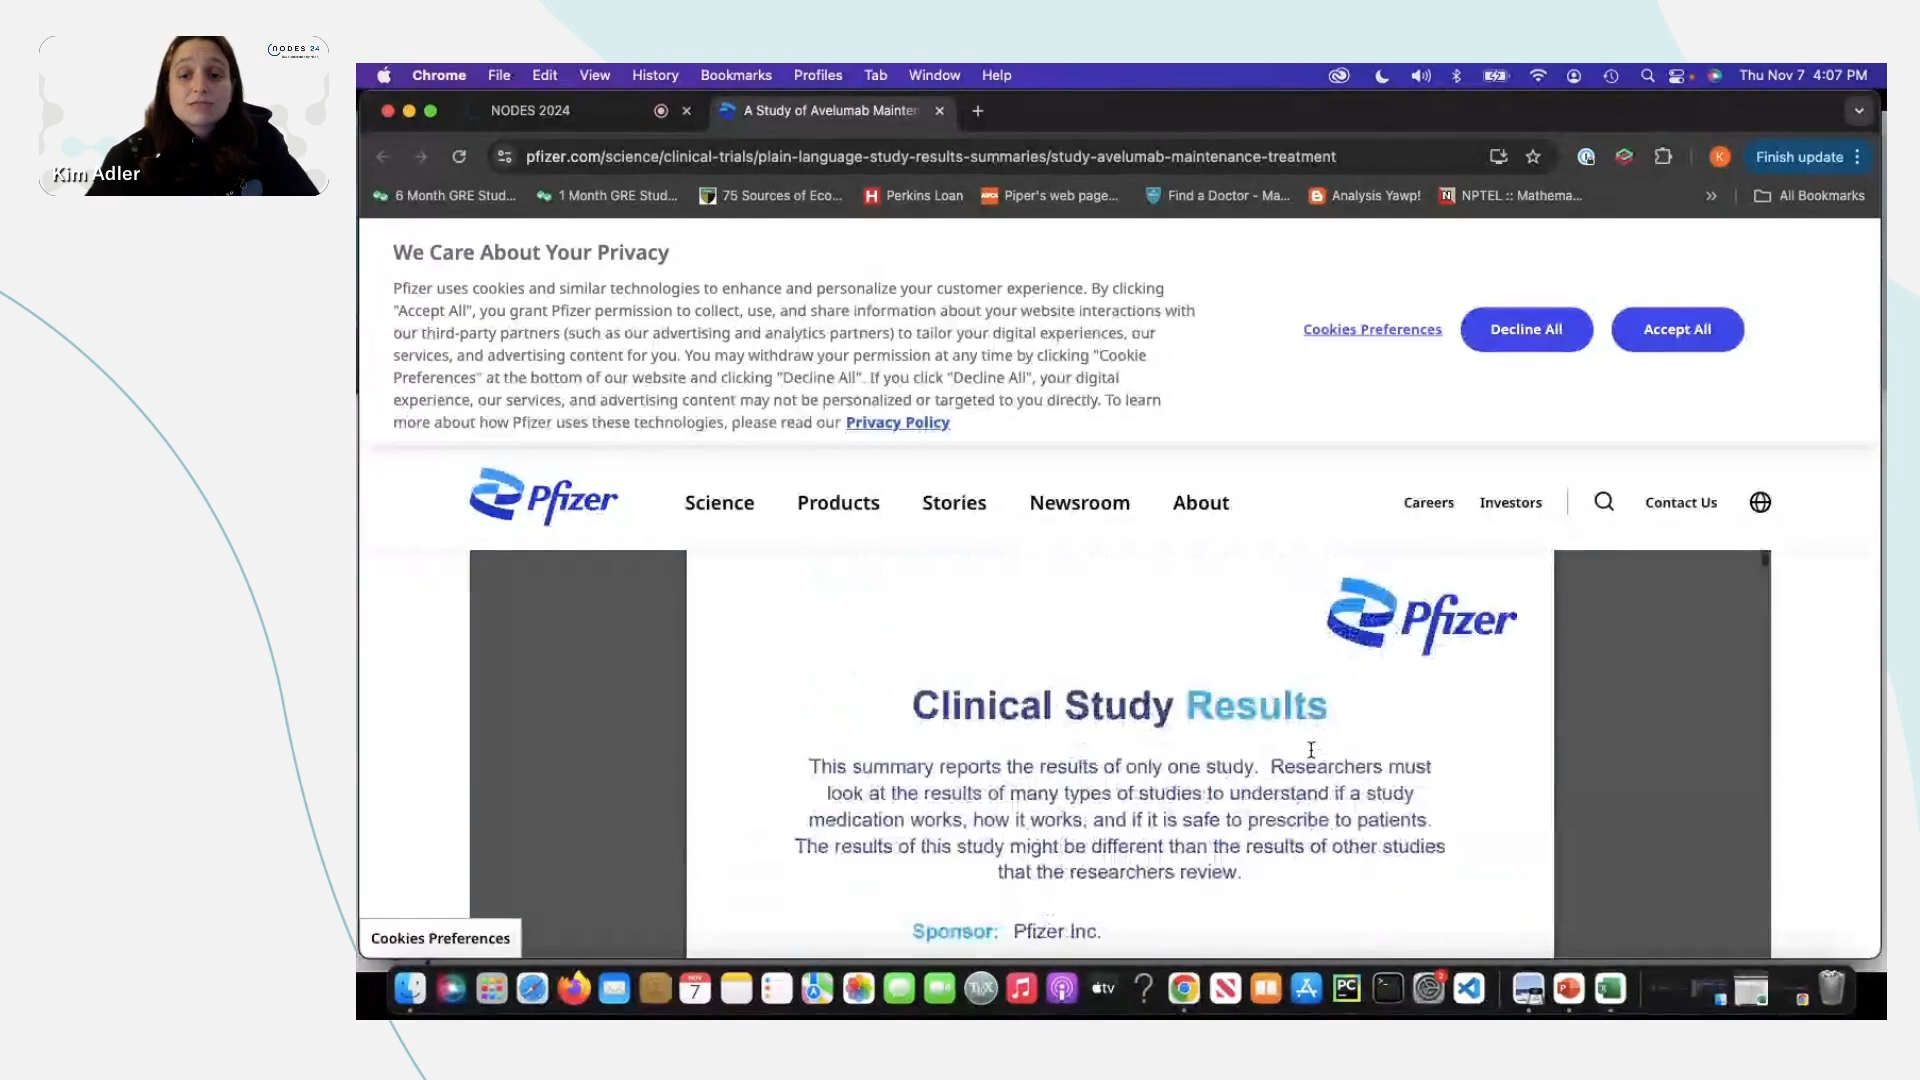 NODES 24
Kim Adler
Chrome File Edit View History Bookmarks Profiles Tab Window Help Thu Nov 7 4:07 PM
NODES 2024
A Study of Avelumab Mainte
pfizer.com/science/clinical-trials/plain-language-study-results-summaries/study-avelumab-maintenance-treatment
K
Finish update
6 Month GRE Stud...
1 Month GRE Stud...
75 Sources of Eco...
Perkins Loan
Piper's web page...
Find a Doctor - Ma...
Analysis Yawp!
NPTEL :: Mathema...
All Bookmarks
We Care About Your Privacy
Pfizer uses cookies and similar technologies to enhance and personalize your customer experience. By clicking
"Accept All", you grant Pfizer permission to collect, use, and share information about your website interactions with
our third-party partners (such as our advertising and analytics partners) to tailor your digital experiences, our
services, and advertising content for you. You may withdraw your permission at any time by clicking "Cookie
Preferences" at the bottom of our website and clicking "Decline All". If you click "Decline All", your digital
experience, our services, and advertising content may not be personalized or targeted to you directly. To learn
more about how Pfizer uses these technologies, please read our Privacy Policy
Cookies Preferences
Decline All
Accept All
Pfizer
Science
Products
Stories
Newsroom
About
Careers
Investors
Contact Us
Pfizer
Clinical Study Results
This summary reports the results of only one study. Researchers must
look at the results of many types of studies to understand if a study
medication works, how it works, and if it is safe to prescribe to patients.
The results of this study might be different than the results of other studies
that the researchers review.
Sponsor: Pfizer Inc.
Cookies Preferences
NOV
7
tv
PC